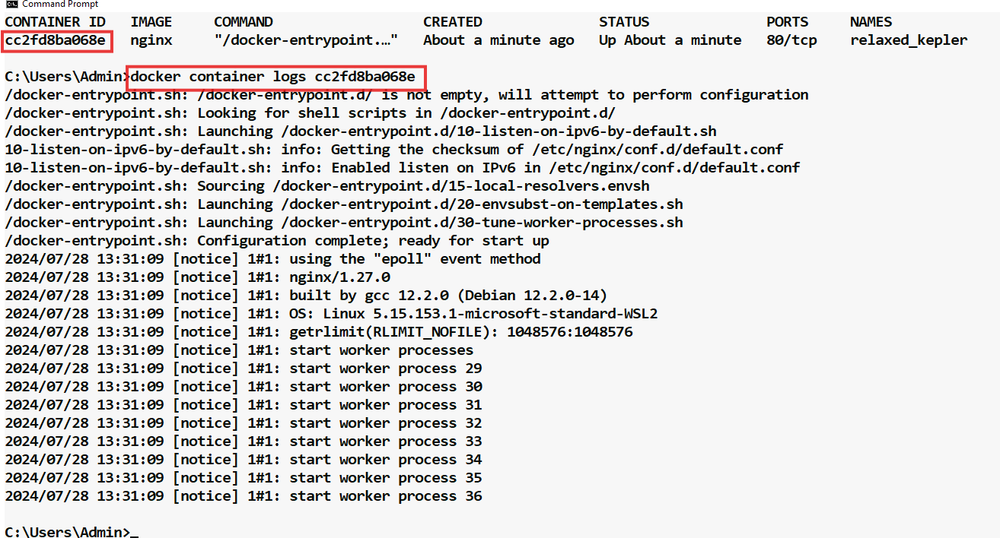 Command Prompt
CONTAINER ID IMAGE COMMAND CREATED STATUS PORTS NAMES
cc2fd8ba068e nginx "/docker-entrypoint.…" About a minute ago Up About a minute 80/tcp relaxed_kepler
C:\Users\Admin>docker container logs cc2fd8ba068e
/docker-entrypoint.sh: /docker-entrypoint.d/ is not empty, will attempt to perform configuration
/docker-entrypoint.sh: Looking for shell scripts in /docker-entrypoint.d/
/docker-entrypoint.sh: Launching /docker-entrypoint.d/10-listen-on-ipv6-by-default.sh
10-listen-on-ipv6-by-default.sh: info: Getting the checksum of /etc/nginx/conf.d/default.conf
10-listen-on-ipv6-by-default.sh: info: Enabled listen on IPv6 in /etc/nginx/conf.d/default.conf
/docker-entrypoint.sh: Sourcing /docker-entrypoint.d/15-local-resolvers.envsh
/docker-entrypoint.sh: Launching /docker-entrypoint.d/20-envsubst-on-templates.sh
/docker-entrypoint.sh: Launching /docker-entrypoint.d/30-tune-worker-processes.sh
/docker-entrypoint.sh: Configuration complete; ready for start up
2024/07/28 13:31:09 [notice] 1#1: using the "epoll" event method
2024/07/28 13:31:09 [notice] 1#1: nginx/1.27.0
2024/07/28 13:31:09 [notice] 1#1: built by gcc 12.2.0 (Debian 12.2.0-14)
2024/07/28 13:31:09 [notice] 1#1: OS: Linux 5.15.153.1-microsoft-standard-WSL2
2024/07/28 13:31:09 [notice] 1#1: getrlimit(RLIMIT_NOFILE): 1048576:1048576
2024/07/28 13:31:09 [notice] 1#1: start worker processes
2024/07/28 13:31:09 [notice] 1#1: start worker process 29
2024/07/28 13:31:09 [notice] 1#1: start worker process 30
2024/07/28 13:31:09 [notice] 1#1: start worker process 31
2024/07/28 13:31:09 [notice] 1#1: start worker process 32
2024/07/28 13:31:09 [notice] 1#1: start worker process 33
2024/07/28 13:31:09 [notice] 1#1: start worker process 34
2024/07/28 13:31:09 [notice] 1#1: start worker process 35
2024/07/28 13:31:09 [notice] 1#1: start worker process 36
C:\Users\Admin>_